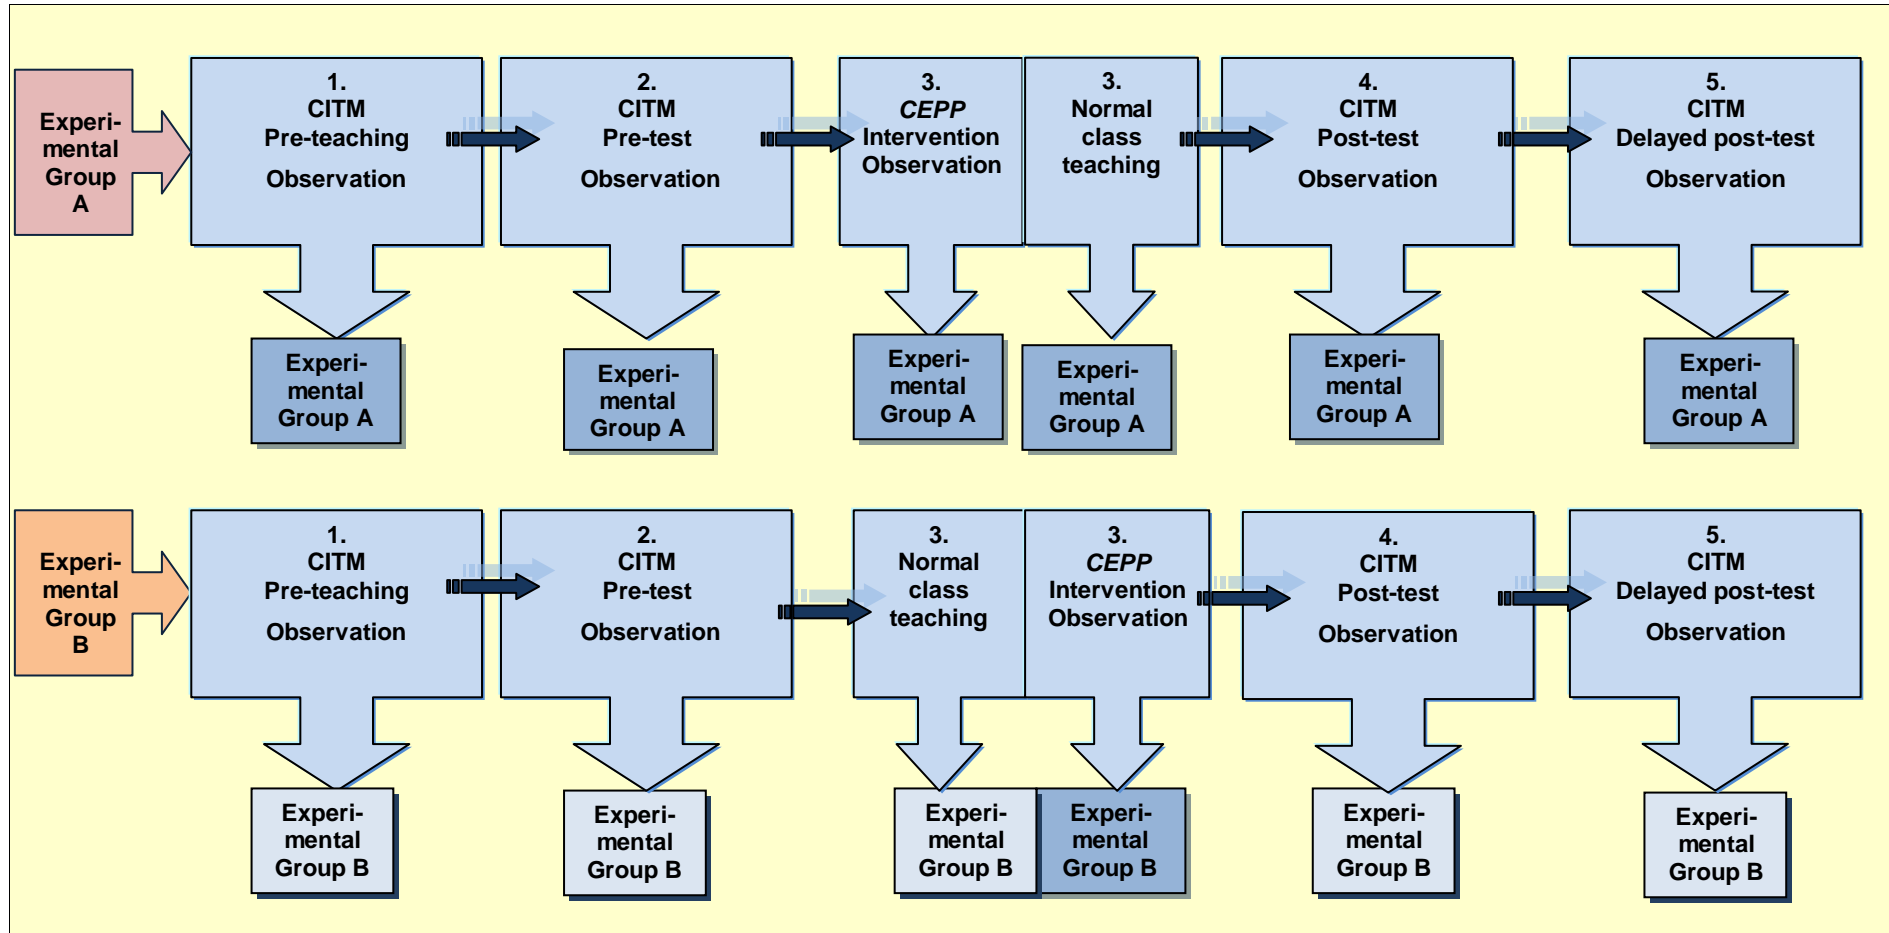 Experi-
mental
Group
A
1.
CITM
Pre-teaching
Observation
2.
CITM
Pre-test
Observation
3.
CEPP
Intervention
Observation
3.
Normal
class
teaching
4.
CITM
Post-test
Observation
5.
CITM
Delayed post-test
Observation
Experi-
mental
Group A
Experi-
mental
Group A
Experi-
mental
Group A
Experi-
mental
Group A
Experi-
mental
Group A
Experi-
mental
Group A
Experi-
mental
Group
B
1.
CITM
Pre-teaching
Observation
2.
CITM
Pre-test
Observation
3.
Normal
class
teaching
3.
CEPP
Intervention
Observation
4.
CITM
Post-test
Observation
5.
CITM
Delayed post-test
Observation
Experi-
mental
Group B
Experi-
mental
Group B
Experi-
mental
Group B
Experi-
mental
Group B
Experi-
mental
Group B
Experi-
mental
Group B